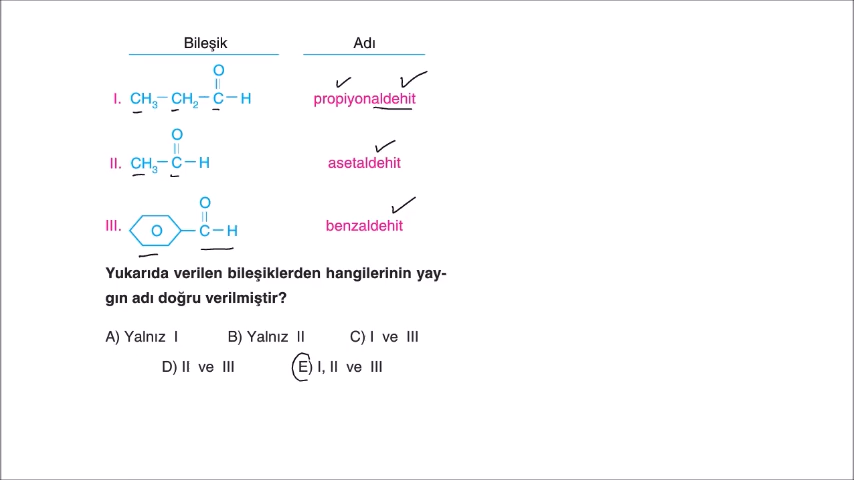 Bileşik Adı
O
I. CH3–CH2–C–H propiyonaldehit
O
II. CH3–C–H asetaldehit
O
III. O –C–H benzaldehit
Yukarıda verilen bileşiklerden hangilerinin yay-
gın adı doğru verilmiştir?
A) Yalnız I B) Yalnız II C) I ve III
D) II ve III E) I, II ve III